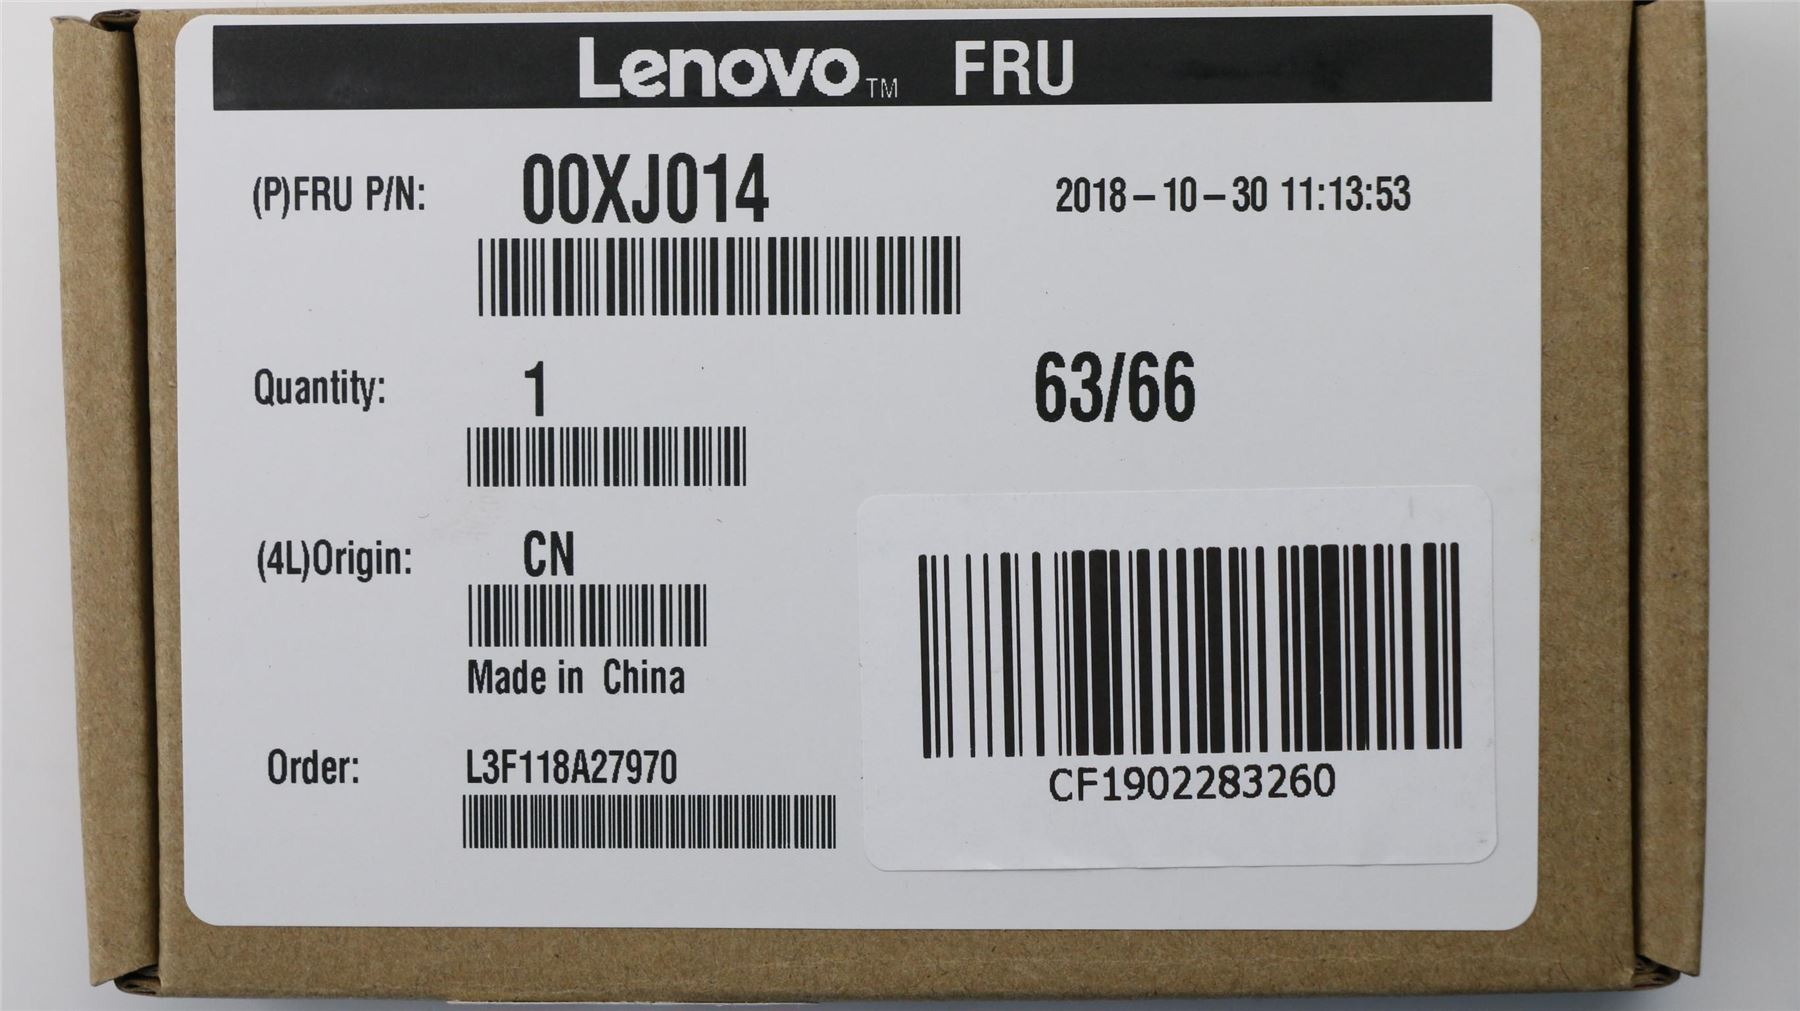 Lenovo™ FRU
(P)FRU P/N: 00XJ014 2018-10-30 11:13:53
Quantity: 1 63/66
(4L)Origin: CN
Made in China
Order: L3F118A27970
CF1902283260